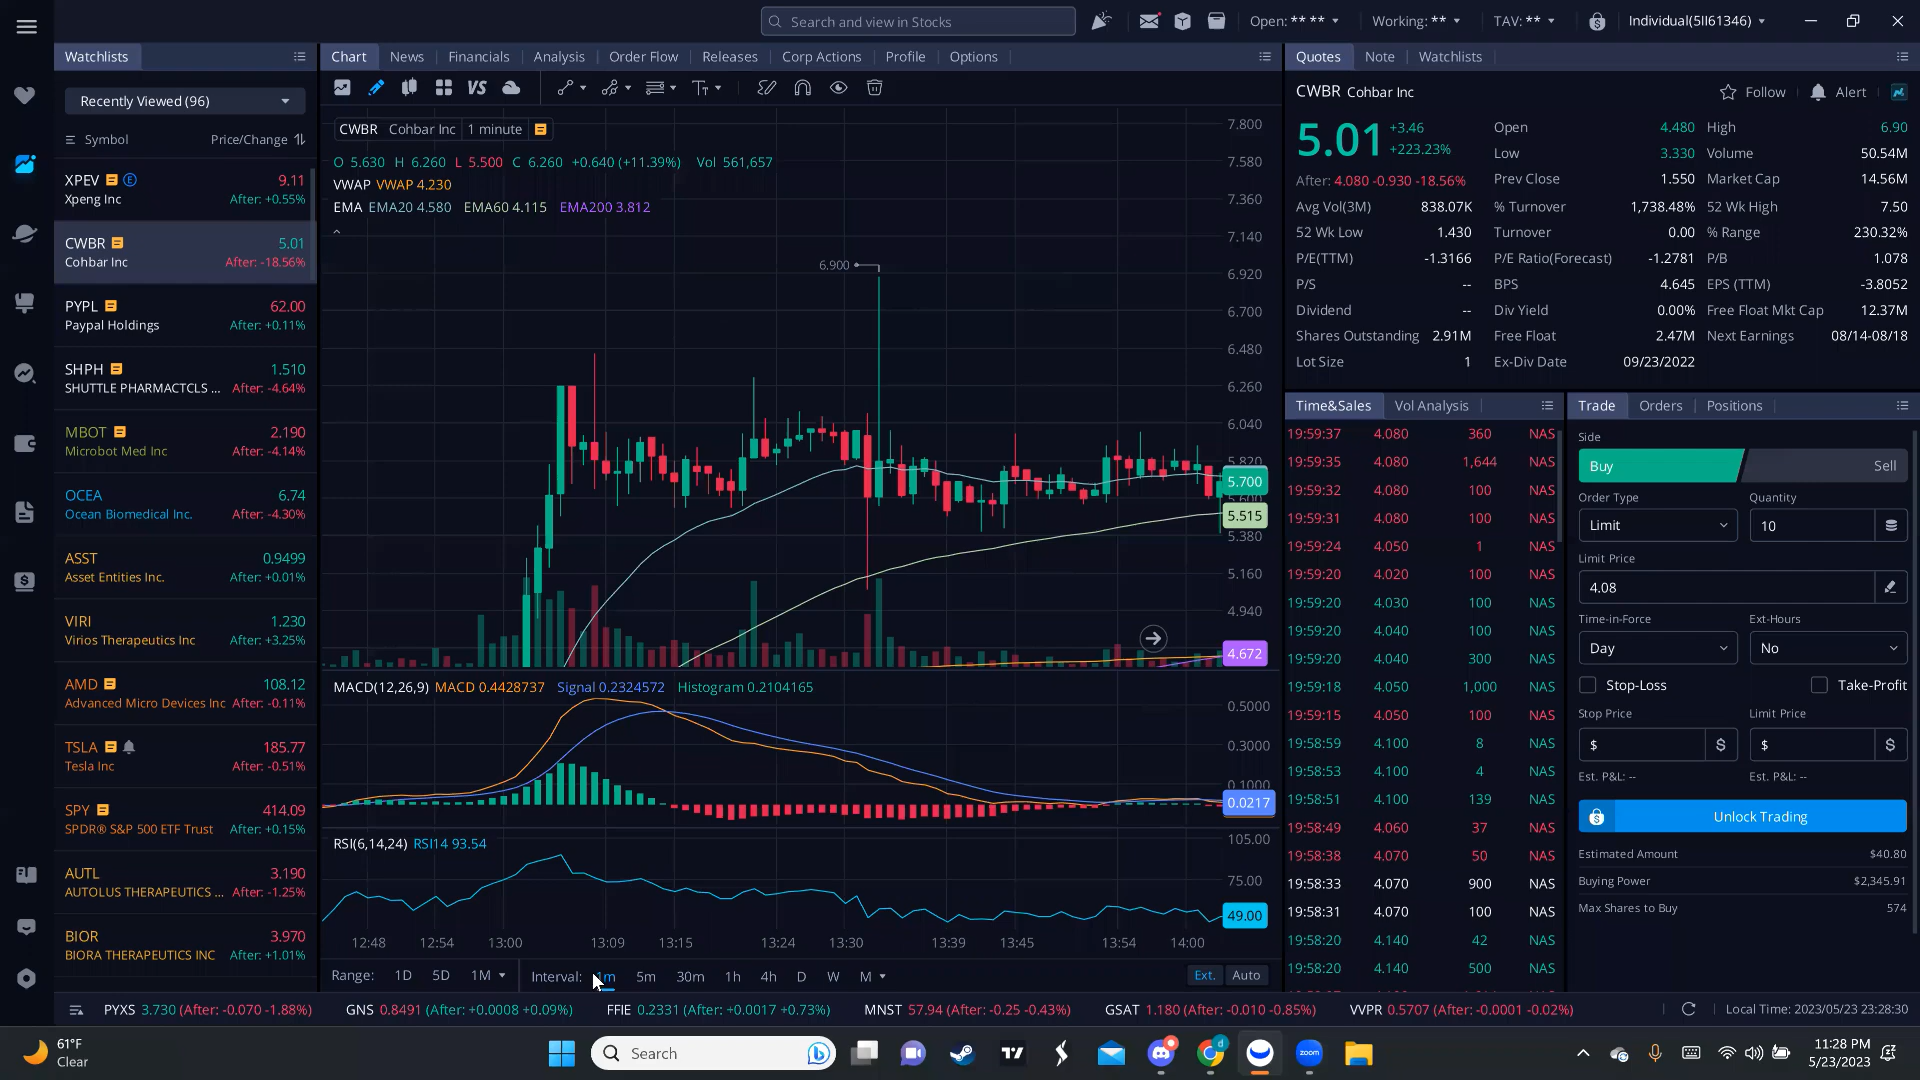 Search and view in Stocks
Open: ** **
Working: **
TAV: **
Individual(5II61346)
Watchlists
Recently Viewed (96)
Symbol Price/Change
XPEV E 9.11
Xpeng Inc After: +0.55%
CWBR 5.01
Cohbar Inc After: -18.56%
PYPL 62.00
Paypal Holdings After: +0.11%
SHPH 1.510
SHUTTLE PHARMACTCLS ... After: -4.64%
MBOT 2.190
Microbot Med Inc After: -4.14%
OCEA 6.74
Ocean Biomedical Inc. After: -4.30%
ASST 0.9499
Asset Entities Inc. After: +0.01%
VIRI 1.230
Virios Therapeutics Inc After: +3.25%
AMD 108.12
Advanced Micro Devices Inc After: -0.11%
TSLA 185.77
Tesla Inc After: -0.51%
SPY 414.09
SPDR® S&P 500 ETF Trust After: +0.15%
AUTL 3.190
AUTOLUS THERAPEUTICS ... After: -1.25%
BIOR 3.970
BIORA THERAPEUTICS INC After: +1.01%
Chart News Financials Analysis Order Flow Releases Corp Actions Profile Options
VS
CWBR Cohbar Inc 1 minute
O 5.630 H 6.260 L 5.500 C 6.260 +0.640 (+11.39%) Vol 561,657
VWAP VWAP 4.230
EMA EMA20 4.580 EMA60 4.115 EMA200 3.812
6.900
7.800
7.580
7.360
7.140
6.920
6.700
6.480
6.260
6.040
5.820
5.700
5.600
5.515
5.380
5.160
4.940
4.672
MACD(12,26,9) MACD 0.4428737 Signal 0.2324572 Histogram 0.2104165
0.5000
0.3000
0.1000
0.0217
RSI(6,14,24) RSI14 93.54
105.00
75.00
49.00
12:48 12:54 13:00 13:09 13:15 13:24 13:30 13:39 13:45 13:54 14:00
Range: 1D 5D 1M Interval: 1m 5m 30m 1h 4h D W M Ext. Auto
Quotes Note Watchlists
CWBR Cohbar Inc Follow Alert
5.01 +3.46
+223.23%
After: 4.080 -0.930 -18.56%
Open 4.480 High 6.90
Low 3.330 Volume 50.54M
Prev Close 1.550 Market Cap 14.56M
Avg Vol(3M) 838.07K % Turnover 1,738.48% 52 Wk High 7.50
52 Wk Low 1.430 Turnover 0.00 % Range 230.32%
P/E(TTM) -1.3166 P/E Ratio(Forecast) -1.2781 P/B 1.078
P/S -- BPS 4.645 EPS (TTM) -3.8052
Dividend -- Div Yield 0.00% Free Float Mkt Cap 12.37M
Shares Outstanding 2.91M Free Float 2.47M Next Earnings 08/14-08/18
Lot Size 1 Ex-Div Date 09/23/2022
Time&Sales Vol Analysis
19:59:37 4.080 360 NAS
19:59:35 4.080 1,644 NAS
19:59:32 4.080 100 NAS
19:59:31 4.080 100 NAS
19:59:24 4.050 1 NAS
19:59:20 4.020 100 NAS
19:59:20 4.030 100 NAS
19:59:20 4.040 100 NAS
19:59:20 4.040 300 NAS
19:59:18 4.050 1,000 NAS
19:59:15 4.050 100 NAS
19:58:59 4.100 8 NAS
19:58:53 4.100 4 NAS
19:58:51 4.100 139 NAS
19:58:49 4.060 37 NAS
19:58:38 4.070 50 NAS
19:58:33 4.070 900 NAS
19:58:31 4.070 100 NAS
19:58:20 4.140 42 NAS
19:58:20 4.140 500 NAS
Trade Orders Positions
Side
Buy Sell
Order Type Quantity
Limit 10
Limit Price
4.08
Time-in-Force Ext-Hours
Day No
Stop-Loss Take-Profit
Stop Price Limit Price
$ $ $ $
Est. P&L: -- Est. P&L: --
Unlock Trading
Estimated Amount $40.80
Buying Power $2,345.91
Max Shares to Buy 574
PYXS 3.730 (After: -0.070 -1.88%) GNS 0.8491 (After: +0.0008 +0.09%) FFIE 0.2331 (After: +0.0017 +0.73%) MNST 57.94 (After: -0.25 -0.43%) GSAT 1.180 (After: -0.010 -0.85%) VVPR 0.5707 (After: -0.0001 -0.02%) Local Time: 2023/05/23 23:28:30
61°F
Clear
Search
zoom
11:28 PM
5/23/2023